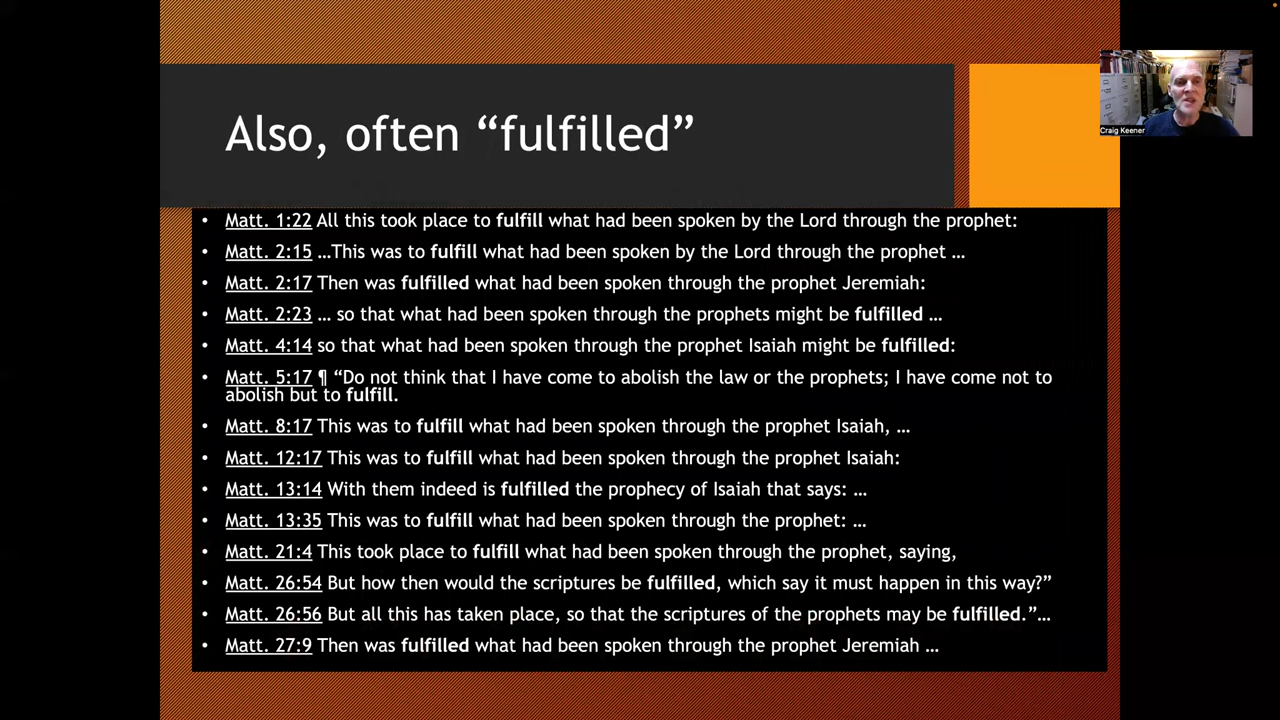 Also, often “fulfilled”
Craig Keener
• Matt. 1:22 All this took place to fulfill what had been spoken by the Lord through the prophet:
• Matt. 2:15 …This was to fulfill what had been spoken by the Lord through the prophet …
• Matt. 2:17 Then was fulfilled what had been spoken through the prophet Jeremiah:
• Matt. 2:23 … so that what had been spoken through the prophets might be fulfilled …
• Matt. 4:14 so that what had been spoken through the prophet Isaiah might be fulfilled:
• Matt. 5:17 ¶ “Do not think that I have come to abolish the law or the prophets; I have come not to
abolish but to fulfill.
• Matt. 8:17 This was to fulfill what had been spoken through the prophet Isaiah, …
• Matt. 12:17 This was to fulfill what had been spoken through the prophet Isaiah:
• Matt. 13:14 With them indeed is fulfilled the prophecy of Isaiah that says: …
• Matt. 13:35 This was to fulfill what had been spoken through the prophet: …
• Matt. 21:4 This took place to fulfill what had been spoken through the prophet, saying,
• Matt. 26:54 But how then would the scriptures be fulfilled, which say it must happen in this way?”
• Matt. 26:56 But all this has taken place, so that the scriptures of the prophets may be fulfilled.”…
• Matt. 27:9 Then was fulfilled what had been spoken through the prophet Jeremiah …